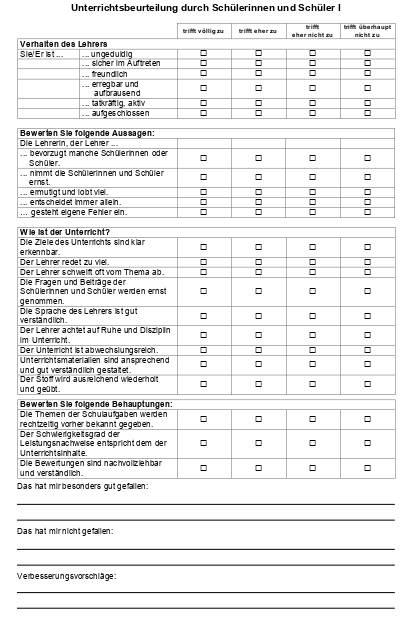 Unterrichtsbeurteilung durch Schülerinnen und Schüler I
trifft völlig zu trifft eher zu trifft eher nicht zu trifft überhaupt nicht zu
Verhalten des Lehrers
Sie/Er ist ... ... ungeduldig
... sicher im Auftreten
... freundlich
... erregbar und
aufbrausend
... tatkräftig, aktiv
... aufgeschlossen
Bewerten Sie folgende Aussagen:
Die Lehrerin, der Lehrer ...
... bevorzugt manche Schülerinnen oder
Schüler.
... nimmt die Schülerinnen und Schüler
ernst.
... ermutigt und lobt viel.
... entscheidet immer allein.
... gesteht eigene Fehler ein.
Wie ist der Unterricht?
Die Ziele des Unterrichts sind klar
erkennbar.
Der Lehrer redet zu viel.
Der Lehrer schweift oft vom Thema ab.
Die Fragen und Beiträge der
Schülerinnen und Schüler werden ernst
genommen.
Die Sprache des Lehrers ist gut
verständlich.
Der Lehrer achtet auf Ruhe und Disziplin
im Unterricht.
Der Unterricht ist abwechslungsreich.
Unterrichtsmaterialien sind ansprechend
und gut verständlich gestaltet.
Der Stoff wird ausreichend wiederholt
und geübt.
Bewerten Sie folgende Behauptungen:
Die Themen der Schulaufgaben werden
rechtzeitig vorher bekannt gegeben.
Der Schwierigkeitsgrad der
Leistungsnachweise entspricht dem der
Unterrichtsinhalte.
Die Bewertungen sind nachvollziehbar
und verständlich.
Das hat mir besonders gut gefallen:
Das hat mir nicht gefallen:
Verbesserungsvorschläge: